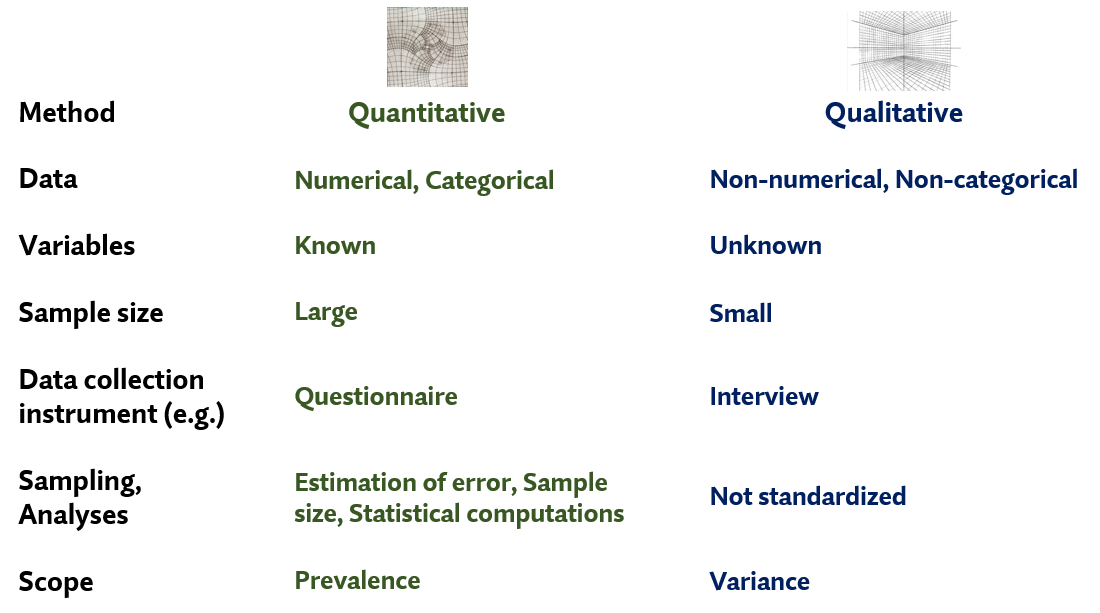 Method
Quantitative
Qualitative
Data
Numerical, Categorical
Non-numerical, Non-categorical
Variables
Known
Unknown
Sample size
Large
Small
Data collection
instrument (e.g.)
Questionnaire
Interview
Sampling,
Analyses
Estimation of error, Sample
size, Statistical computations
Not standardized
Scope
Prevalence
Variance